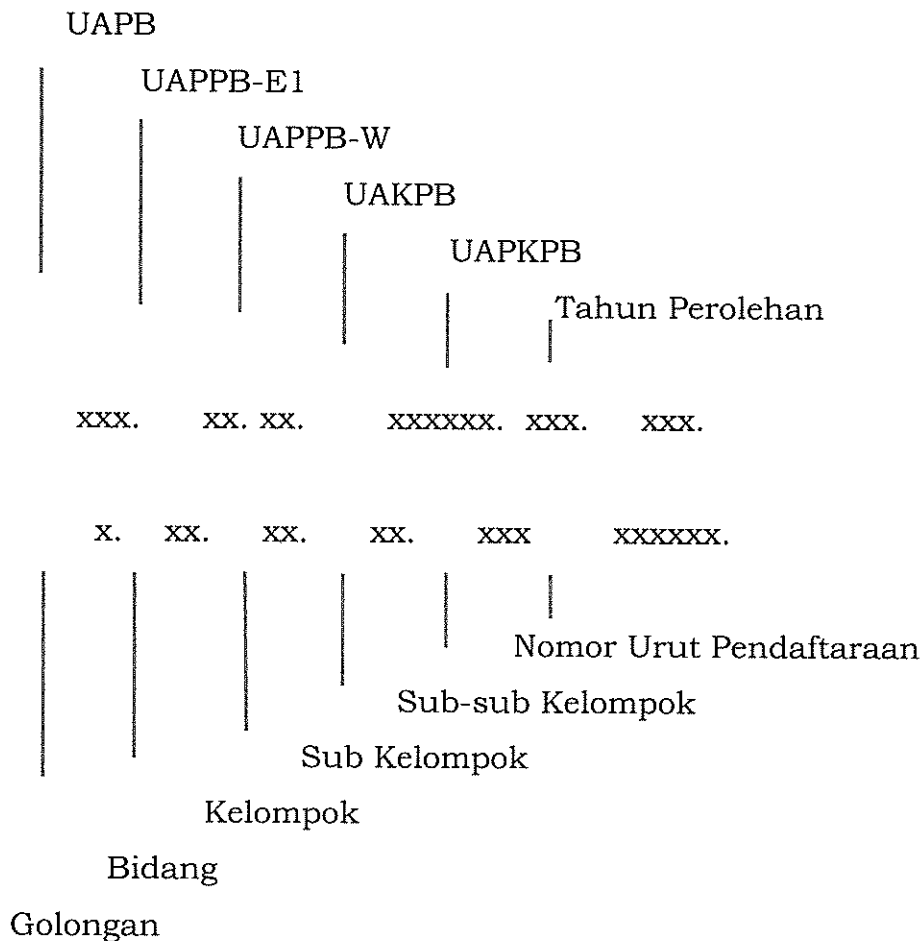 UAPB
UAPPB-E1
UAPPB-W
UAKPB
UAPKPB
Tahun Perolehan
xxx. xx. xx. xxxxxx. xxx. xxx.
x. xx. xx. xx. xxx xxxxxx.
Nomor Urut Pendaftaraan
Sub-sub Kelompok
Sub Kelompok
Kelompok
Bidang
Golongan